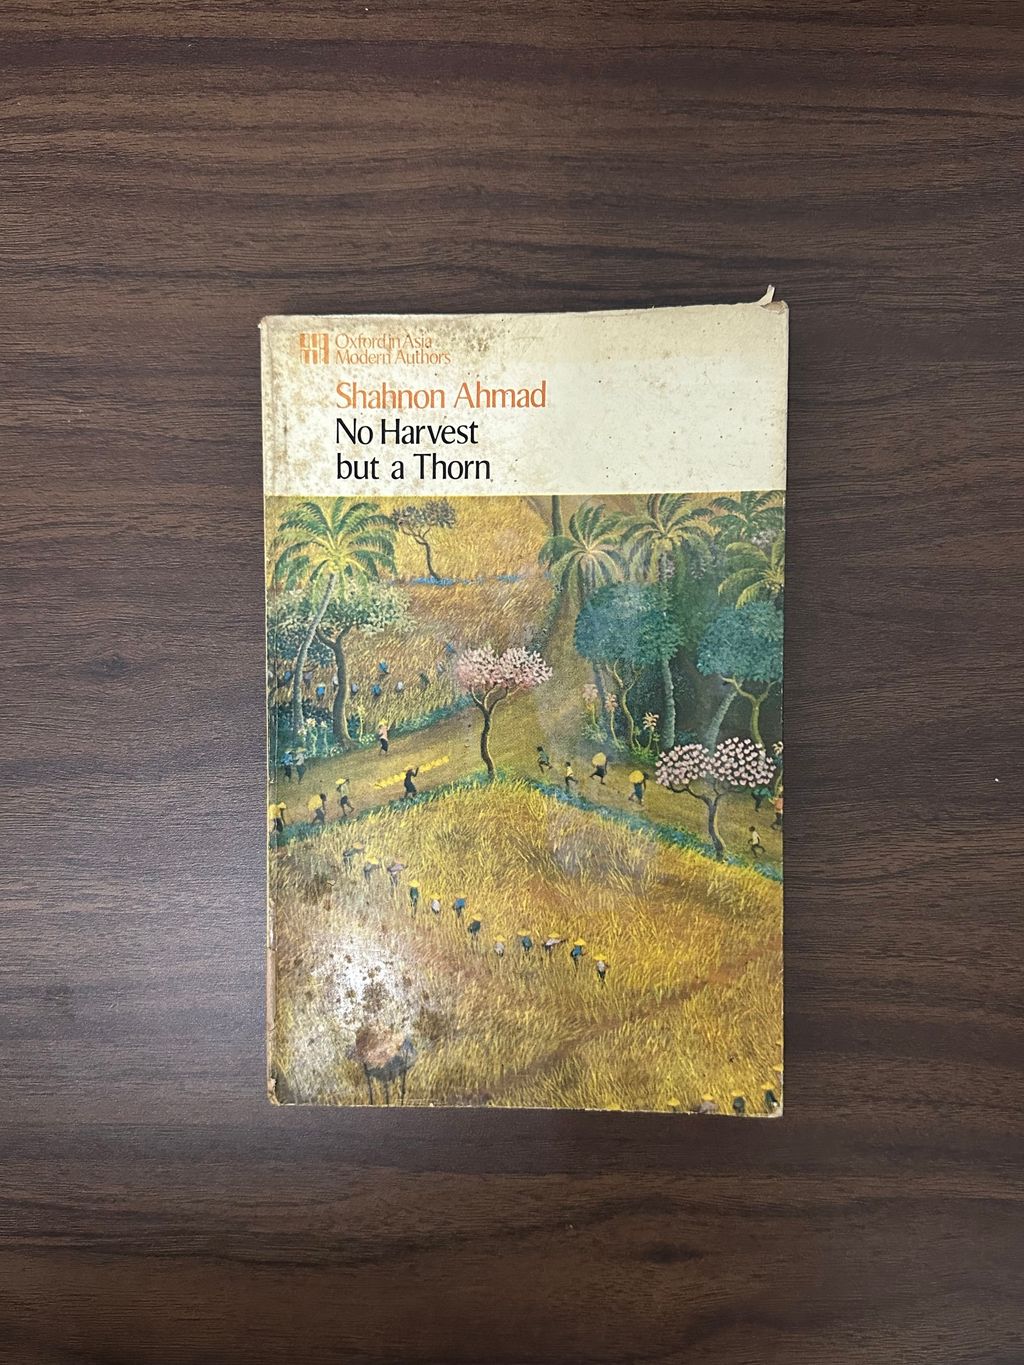 Oxford in Asia
Modern Authors
Shahnon Ahmad
No Harvest
but a Thorn